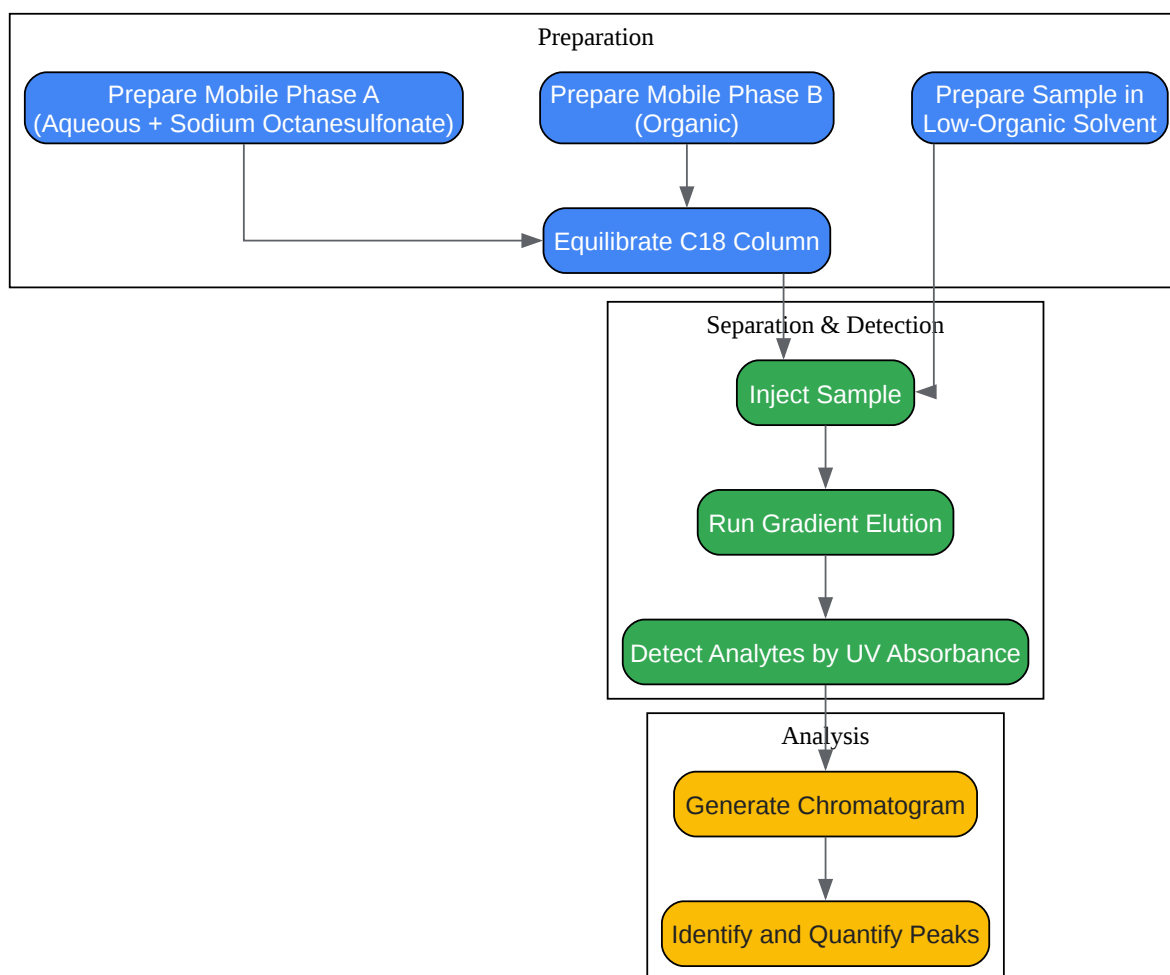 Preparation
Prepare Mobile Phase A
(Aqueous + Sodium Octanesulfonate)
Prepare Mobile Phase B
(Organic)
Prepare Sample in
Low-Organic Solvent
Equilibrate C18 Column
Separation & Detection
Inject Sample
Run Gradient Elution
Detect Analytes by UV Absorbance
Analysis
Generate Chromatogram
Identify and Quantify Peaks